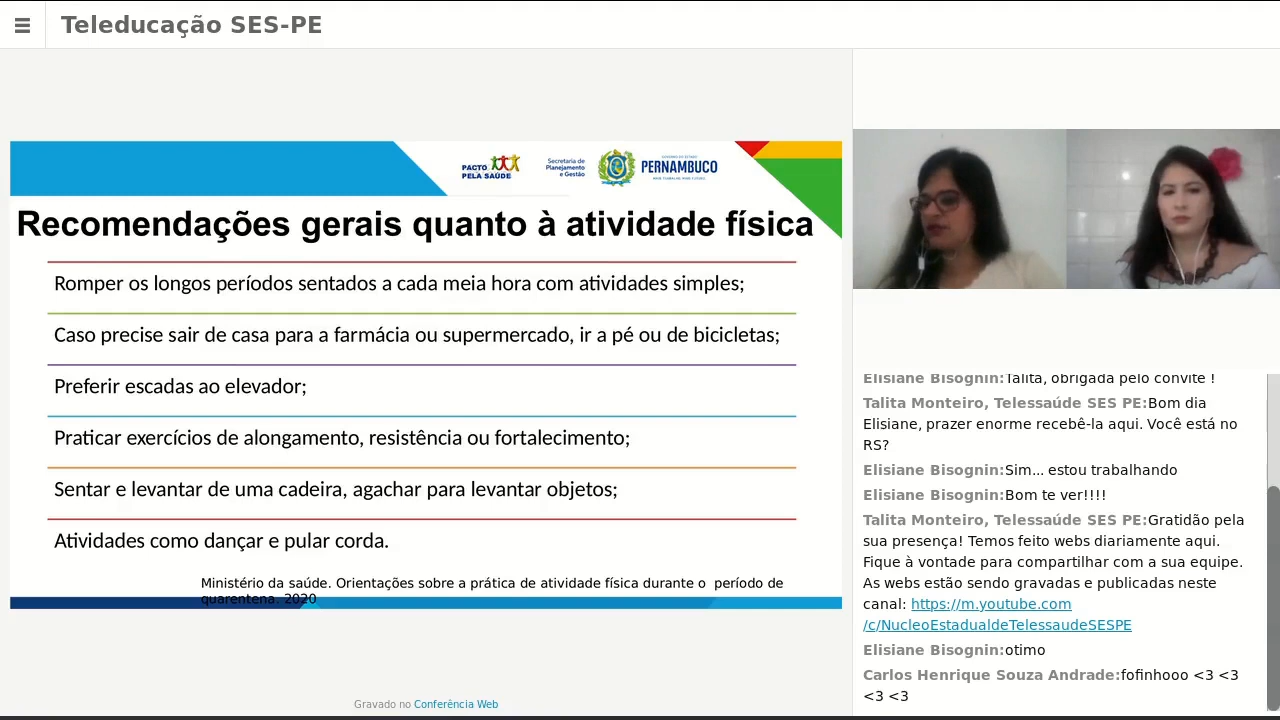 Teleducação SES-PE
PACTO
PELA SAÚDE
Secretaria de
Planejamento
e Gestão
GOVERNO DO ESTADO
PERNAMBUCO
MAIS TRABALHO, MAIS FUTURO
Recomendações gerais quanto à atividade física
Romper os longos períodos sentados a cada meia hora com atividades simples;
Caso precise sair de casa para a farmácia ou supermercado, ir a pé ou de bicicletas;
Preferir escadas ao elevador;
Praticar exercícios de alongamento, resistência ou fortalecimento;
Sentar e levantar de uma cadeira, agachar para levantar objetos;
Atividades como dançar e pular corda.
Ministério da saúde. Orientações sobre a prática de atividade física durante o  período de
quarentena. 2020
Gravado no Conferência Web
Elisiane Bisognin:Talita, obrigada pelo convite !
Talita Monteiro, Telessaúde SES PE:Bom dia
Elisiane, prazer enorme recebê-la aqui. Você está no
RS?
Elisiane Bisognin:Sim... estou trabalhando
Elisiane Bisognin:Bom te ver!!!!
Talita Monteiro, Telessaúde SES PE:Gratidão pela
sua presença! Temos feito webs diariamente aqui.
Fique à vontade para compartilhar com a sua equipe.
As webs estão sendo gravadas e publicadas neste
canal: https://m.youtube.com
/c/NucleoEstadualdeTelessaudeSESPE
Elisiane Bisognin:otimo
Carlos Henrique Souza Andrade:fofinhooo <3 <3
<3 <3